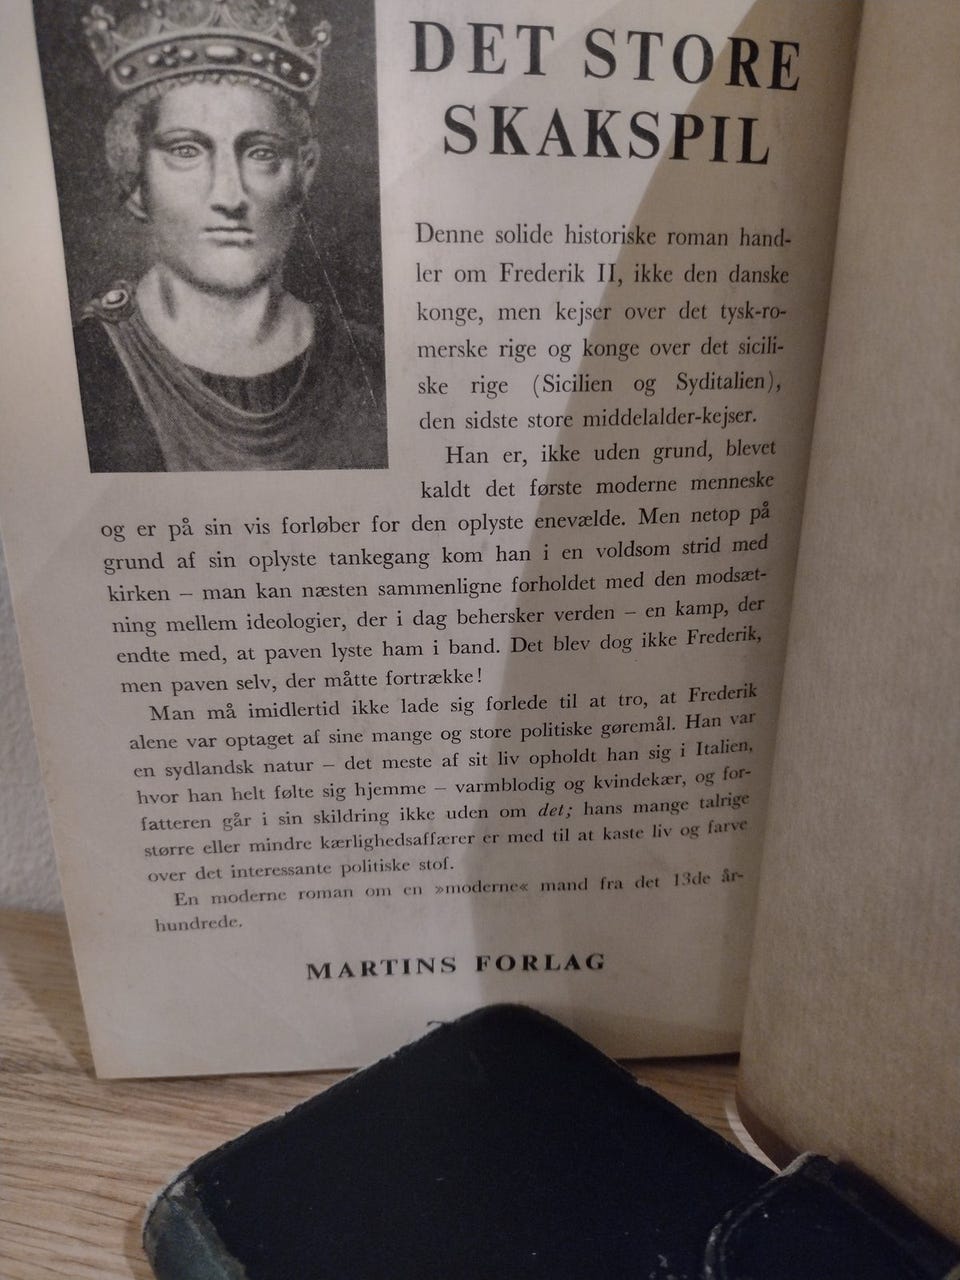 DET STORE
SKAKSPIL
Denne solide historiske roman hand-
ler om Frederik II, ikke den danske
konge, men kejser over det tysk-ro-
merske rige og konge over det sicili-
ske rige (Sicilien og Syditalien),
den sidste store middelalder-kejser.
Han er, ikke uden grund, blevet
kaldt det første moderne menneske
og er på sin vis forløber for den oplyste enevælde. Men netop på
grund af sin oplyste tankegang kom han i en voldsom strid med
kirken – man kan næsten sammenligne forholdet med den modsæt-
ning mellem ideologier, der i dag behersker verden – en kamp, der
endte med, at paven lyste ham i band. Det blev dog ikke Frederik,
men paven selv, der måtte fortrække!
Man må imidlertid ikke lade sig forlede til at tro, at Frederik
alene var optaget af sine mange og store politiske gøremål. Han var
en sydlandsk natur – det meste af sit liv opholdt han sig i Italien,
hvor han helt følte sig hjemme – varmblodig og kvindekær, og for-
fatteren går i sin skildring ikke uden om det; hans mange talrige
større eller mindre kærlighedsaffærer er med til at kaste liv og farve
over det interessante politiske stof.
En moderne roman om en »moderne« mand fra det 13de år-
hundrede.
MARTINS FORLAG